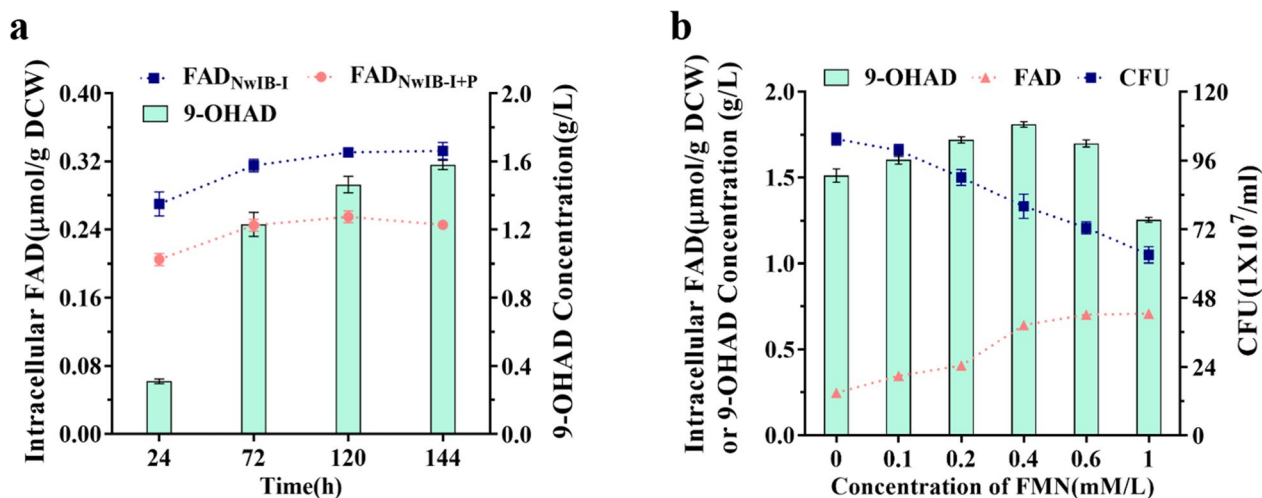 a
FAD NwIB-I
FAD NwIB-I+P
9-OHAD
Intracellular FAD(μmol/g DCW)
0.40
0.32
0.24
0.16
0.08
0.00
2.0
1.6
1.2
0.8
0.4
0.0
9-OHAD Concentration(g/L)
24 72 120 144
Time(h)
b
9-OHAD FAD CFU
Intracellular FAD(μmol/g DCW)
or 9-OHAD Concentration (g/L)
2.0
1.5
1.0
0.5
0.0
120
96
72
48
24
0
CFU(1X10⁷/ml)
0 0.1 0.2 0.4 0.6 1
Concentration of FMN(mM/L)